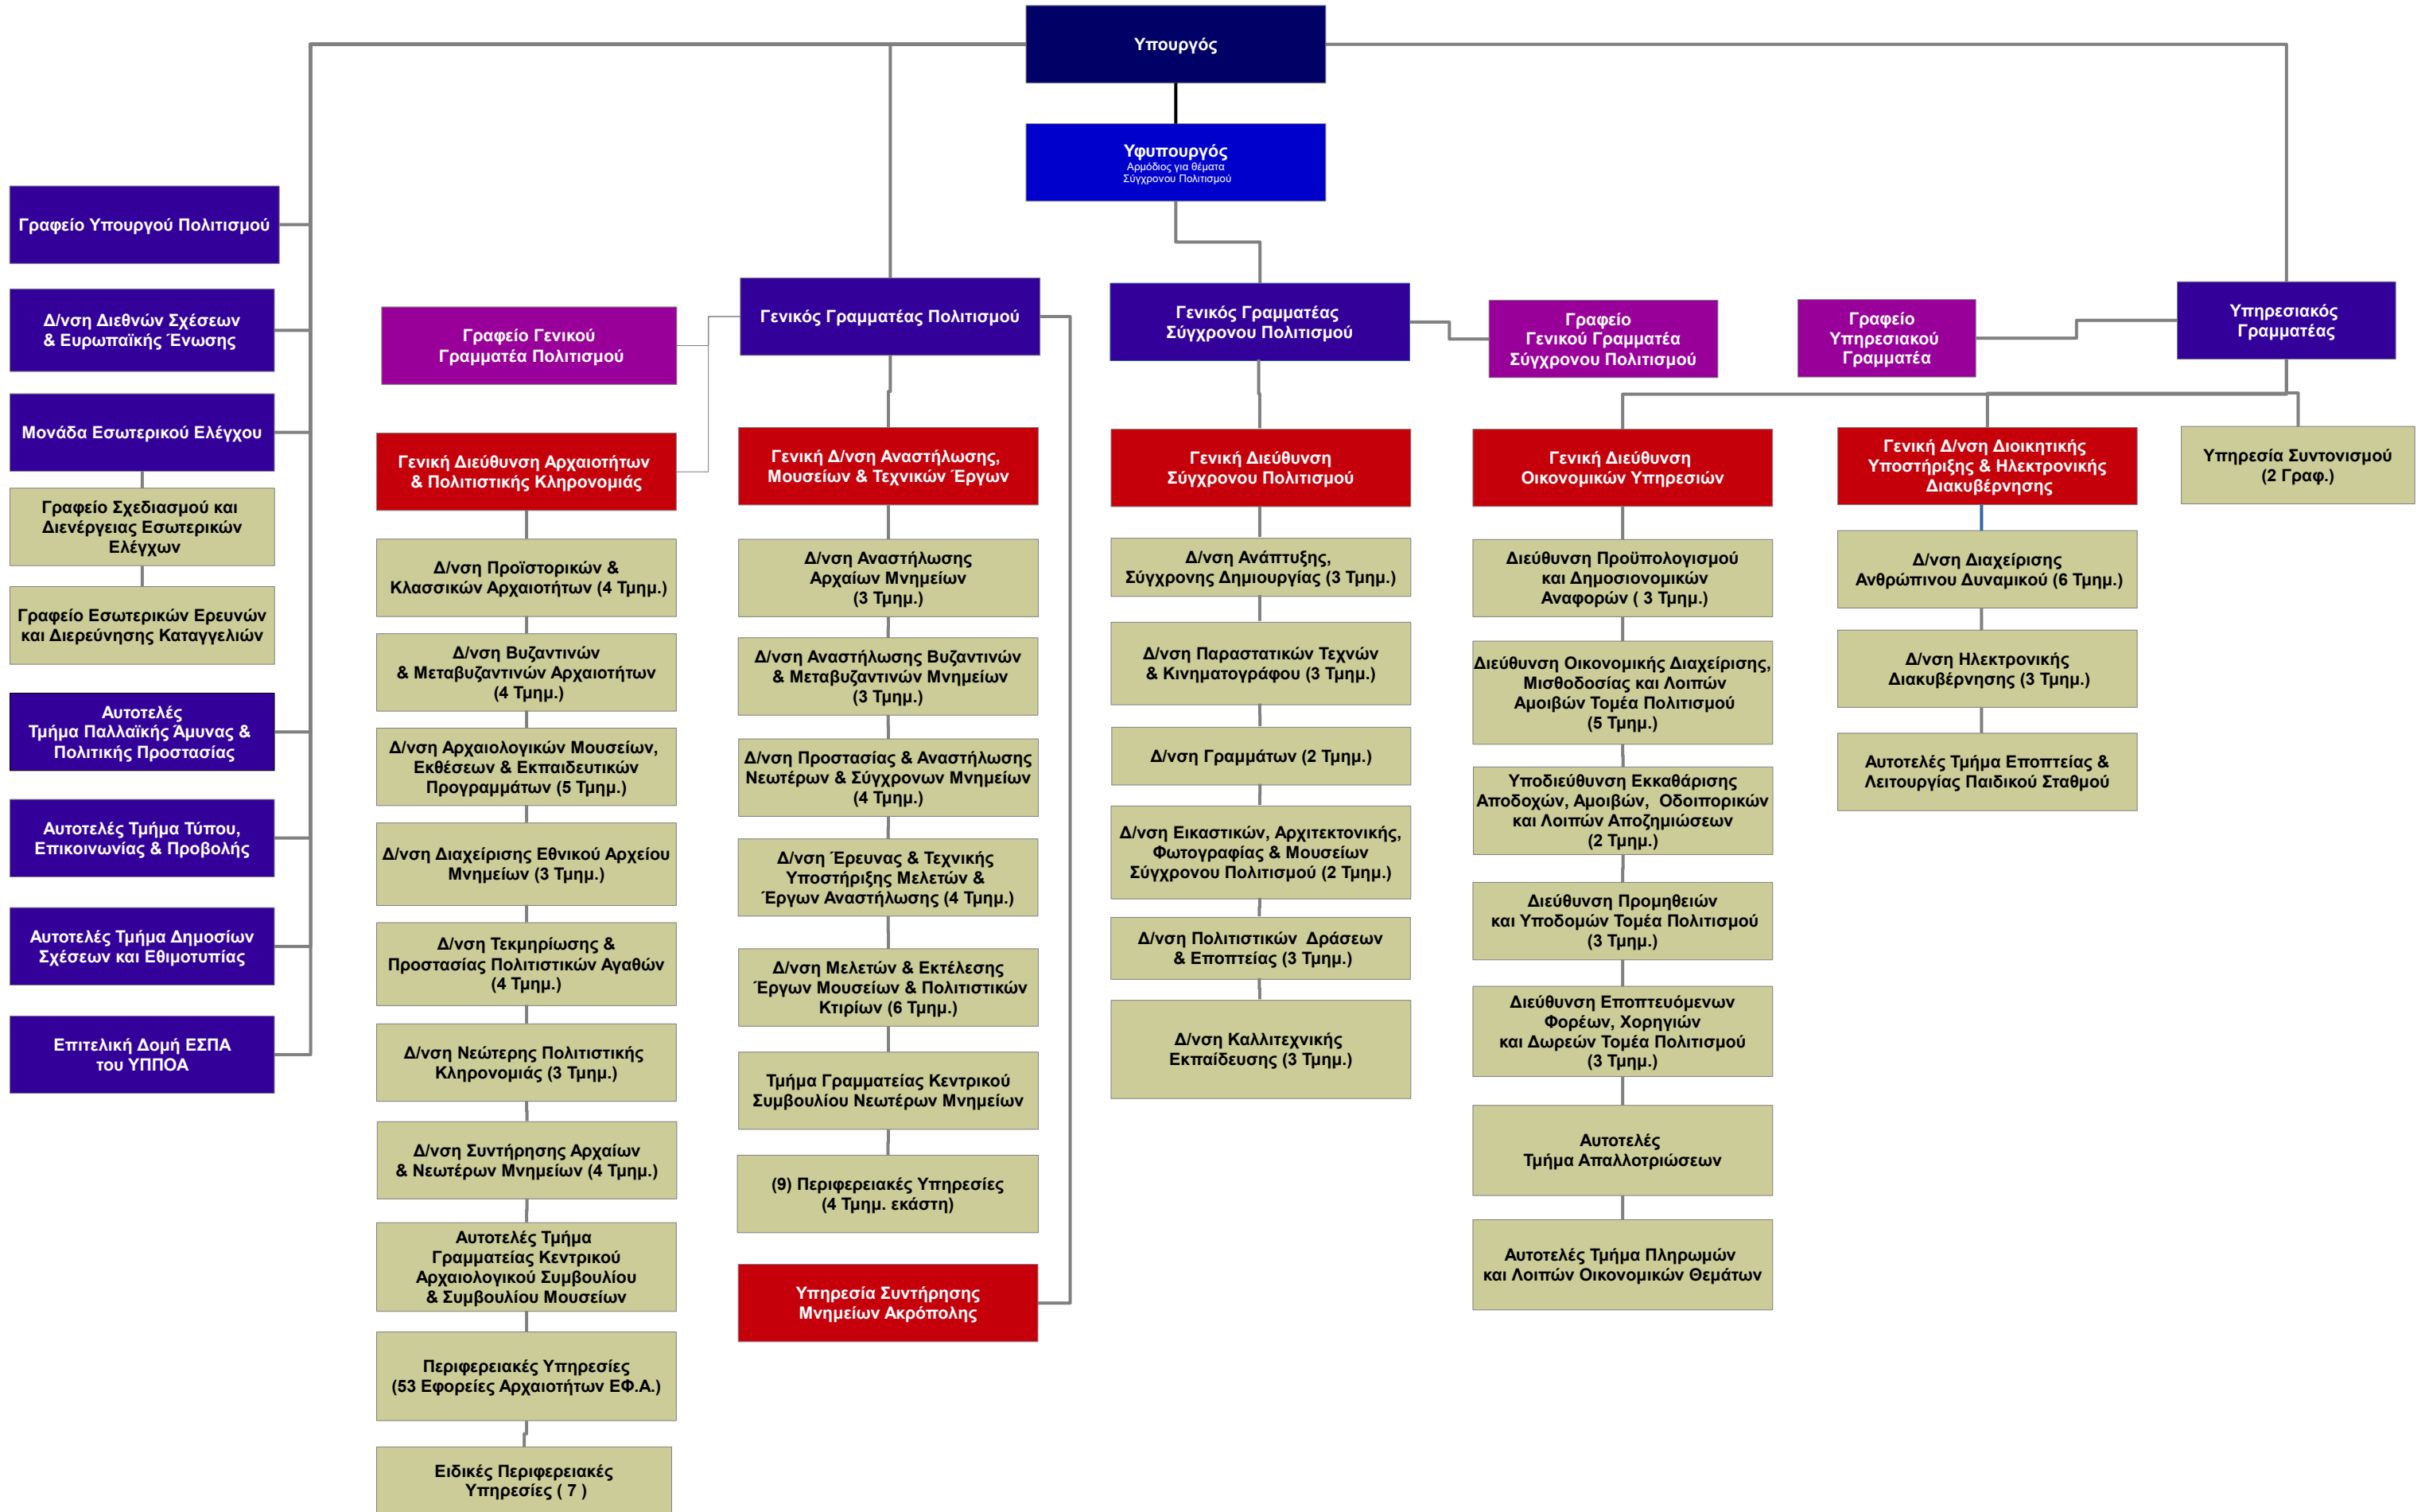 Υπουργός
Υφυπουργός
Αρμόδιος για θέματα
Σύγχρονου Πολιτισμού
Γραφείο Υπουργού Πολιτισμού
Δ/νση Διεθνών Σχέσεων
& Ευρωπαϊκής Ένωσης
Μονάδα Εσωτερικού Ελέγχου
Γραφείο Σχεδιασμού και
Διενέργειας Εσωτερικών
Ελέγχων
Γραφείο Εσωτερικών Ερευνών
και Διερεύνησης Καταγγελιών
Αυτοτελές
Τμήμα Παλλαϊκής Άμυνας &
Πολιτικής Προστασίας
Αυτοτελές Τμήμα Τύπου,
Επικοινωνίας & Προβολής
Αυτοτελές Τμήμα Δημοσίων
Σχέσεων και Εθιμοτυπίας
Επιτελική Δομή ΕΣΠΑ
του ΥΠΠΟΑ
Γραφείο Γενικού
Γραμματέα Πολιτισμού
Γενική Διεύθυνση Αρχαιοτήτων
& Πολιτιστικής Κληρονομιάς
Δ/νση Προϊστορικών &
Κλασσικών Αρχαιοτήτων (4 Τμημ.)
Δ/νση Βυζαντινών
& Μεταβυζαντινών Αρχαιοτήτων
(4 Τμημ.)
Δ/νση Αρχαιολογικών Μουσείων,
Εκθέσεων & Εκπαιδευτικών
Προγραμμάτων (5 Τμημ.)
Δ/νση Διαχείρισης Εθνικού Αρχείου
Μνημείων (3 Τμημ.)
Δ/νση Τεκμηρίωσης &
Προστασίας Πολιτιστικών Αγαθών
(4 Τμημ.)
Δ/νση Νεώτερης Πολιτιστικής
Κληρονομιάς (3 Τμημ.)
Δ/νση Συντήρησης Αρχαίων
& Νεωτέρων Μνημείων (4 Τμημ.)
Αυτοτελές Τμήμα
Γραμματείας Κεντρικού
Αρχαιολογικού Συμβουλίου
& Συμβουλίου Μουσείων
Περιφερειακές Υπηρεσίες
(53 Εφορείες Αρχαιοτήτων ΕΦ.Α.)
Ειδικές Περιφερειακές
Υπηρεσίες ( 7 )
Γενικός Γραμματέας Πολιτισμού
Γενική Δ/νση Αναστήλωσης,
Μουσείων & Τεχνικών Έργων
Δ/νση Αναστήλωσης
Αρχαίων Μνημείων
(3 Τμημ.)
Δ/νση Αναστήλωσης Βυζαντινών
& Μεταβυζαντινών Μνημείων
(3 Τμημ.)
Δ/νση Προστασίας & Αναστήλωσης
Νεωτέρων & Σύγχρονων Μνημείων
(4 Τμημ.)
Δ/νση Έρευνας & Τεχνικής
Υποστήριξης Μελετών &
Έργων Αναστήλωσης (4 Τμημ.)
Δ/νση Μελετών & Εκτέλεσης
Έργων Μουσείων & Πολιτιστικών
Κτιρίων (6 Τμημ.)
Τμήμα Γραμματείας Κεντρικού
Συμβουλίου Νεωτέρων Μνημείων
(9) Περιφερειακές Υπηρεσίες
(4 Τμημ. εκάστη)
Υπηρεσία Συντήρησης
Μνημείων Ακρόπολης
Γενικός Γραμματέας
Σύγχρονου Πολιτισμού
Γραφείο
Γενικού Γραμματέα
Σύγχρονου Πολιτισμού
Γενική Διεύθυνση
Σύγχρονου Πολιτισμού
Δ/νση Ανάπτυξης,
Σύγχρονης Δημιουργίας (3 Τμημ.)
Δ/νση Παραστατικών Τεχνών
& Κινηματογράφου (3 Τμημ.)
Δ/νση Γραμμάτων (2 Τμημ.)
Δ/νση Εικαστικών, Αρχιτεκτονικής,
Φωτογραφίας & Μουσείων
Σύγχρονου Πολιτισμού (2 Τμημ.)
Δ/νση Πολιτιστικών Δράσεων
& Εποπτείας (3 Τμημ.)
Δ/νση Καλλιτεχνικής
Εκπαίδευσης (3 Τμημ.)
Γραφείο
Υπηρεσιακού
Γραμματέα
Υπηρεσιακός
Γραμματέας
Γενική Διεύθυνση
Οικονομικών Υπηρεσιών
Διεύθυνση Προϋπολογισμού
και Δημοσιονομικών
Αναφορών ( 3 Τμημ.)
Διεύθυνση Οικονομικής Διαχείρισης,
Μισθοδοσίας και Λοιπών
Αμοιβών Τομέα Πολιτισμού
(5 Τμημ.)
Υποδιεύθυνση Εκκαθάρισης
Αποδοχών, Αμοιβών, Οδοιπορικών
και Λοιπών Αποζημιώσεων
(2 Τμημ.)
Διεύθυνση Προμηθειών
και Υποδομών Τομέα Πολιτισμού
(3 Τμημ.)
Διεύθυνση Εποπτευόμενων
Φορέων, Χορηγιών
και Δωρεών Τομέα Πολιτισμού
(3 Τμημ.)
Αυτοτελές
Τμήμα Απαλλοτριώσεων
Αυτοτελές Τμήμα Πληρωμών
και Λοιπών Οικονομικών Θεμάτων
Γενική Δ/νση Διοικητικής
Υποστήριξης & Ηλεκτρονικής
Διακυβέρνησης
Δ/νση Διαχείρισης
Ανθρώπινου Δυναμικού (6 Τμημ.)
Δ/νση Ηλεκτρονικής
Διακυβέρνησης (3 Τμημ.)
Αυτοτελές Τμήμα Εποπτείας &
Λειτουργίας Παιδικού Σταθμού
Υπηρεσία Συντονισμού
(2 Γραφ.)